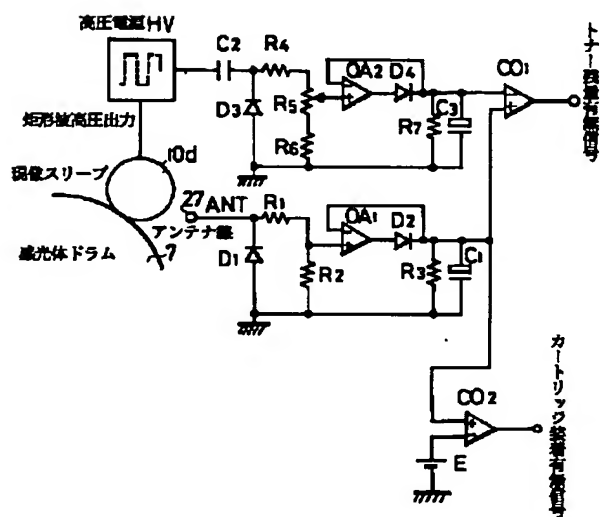 高圧電源HV
C2
R4
OA2
D4
CO1
D3
R5
R6
R7
C3
矩形波高圧出力
10d
現像スリーブ
27 ANT
アンテナ線
感光体ドラム
7
R1
OA1
D2
D1
R2
R3
C1
CO2
E
トナー残量有無信号
カートリッジ装着有無信号